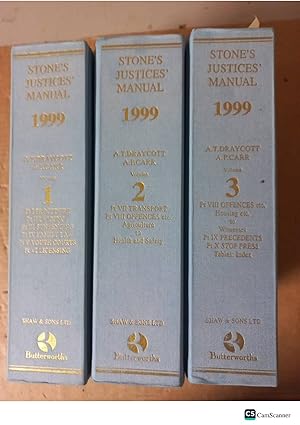 STONE'S
JUSTICES'
MANUAL
1999
Volume
1
SHAW & SONS LTD
Butterworths
STONE'S
JUSTICES'
MANUAL
1999
A.T.DRAYCOTT
A.P.CARR
Volume
2
Pt VII TRANSPORT
Pt VIII OFFENCES etc.
Agriculture
to
Health and Safety
SHAW & SONS LTD
Butterworths
STONE'S
JUSTICES'
MANUAL
1999
A.T.DRAYCOTT
A.P.CARR
Volume
3
Pt VIII OFFENCES etc.
Housing etc.
to
Witnesses
Pt IX PRECEDENTS
Pt X STOP PRESS
Tables: Index
SHAW & SONS LTD
Butterworths
CS CamScanner